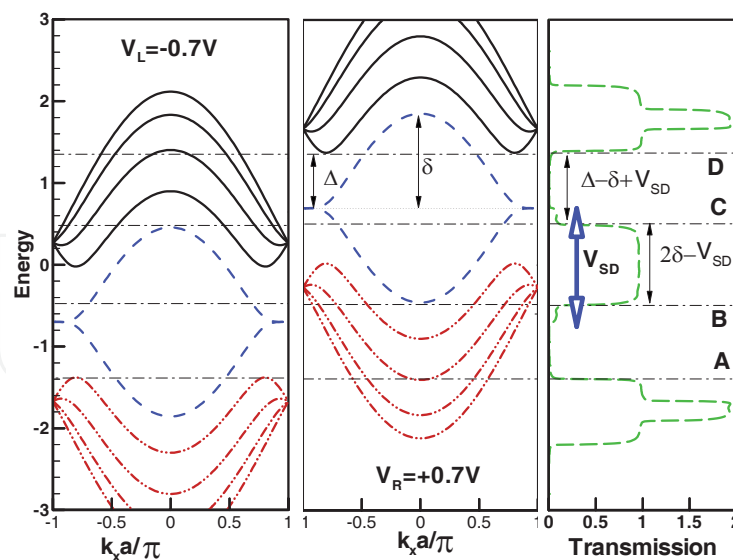 V_L=-0.7V
Energy
3
2
1
0
-1
-2
-3
-1
-0.5
0
0.5
1
k_xa/π
Δ
δ
V_R=+0.7V
-0.5
0
0.5
1
k_xa/π
D
Δ−δ+V_SD
C
V_SD
2δ−V_SD
B
A
0
0.5
1
1.5
2
Transmission